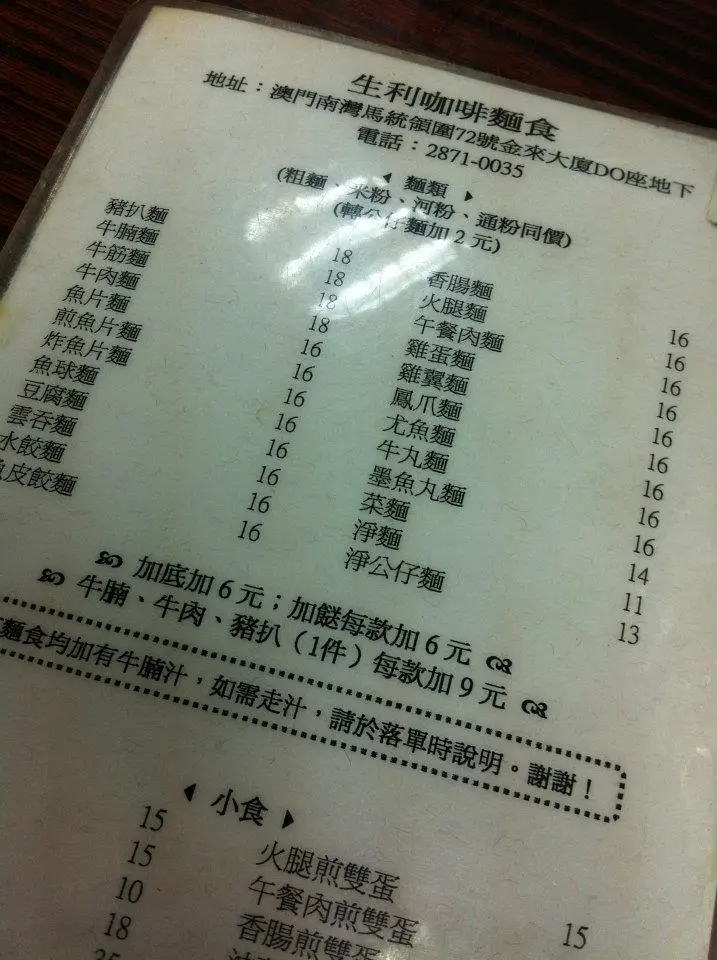 生利咖啡麵食
地址：澳門南灣馬統領圍72號金來大廈DO座地下
電話：2871-0035
麵類
(粗麵、米粉、河粉、通粉同價)
(轉公仔麵加2元)
豬扒麵 18
牛腩麵 18
牛筋麵 18
牛肉麵 18
魚片麵 16
煎魚片麵 16
炸魚片麵 16
魚球麵 16
豆腐麵 16
雲吞麵 16
水餃麵 16
魚皮餃麵 16
香腸麵 16
火腿麵 16
午餐肉麵 16
雞蛋麵 16
雞翼麵 16
鳳爪麵 16
尤魚麵 16
牛丸麵 16
墨魚丸麵 16
菜麵 14
淨麵 11
淨公仔麵 13
加底加6元；加餸每款加6元
牛腩、牛肉、豬扒（1件）每款加9元
麵食均加有牛腩汁，如需走汁，請於落單時說明。謝謝！
小食
15
15
10
18
火腿煎雙蛋 15
午餐肉煎雙蛋
香腸煎雙蛋